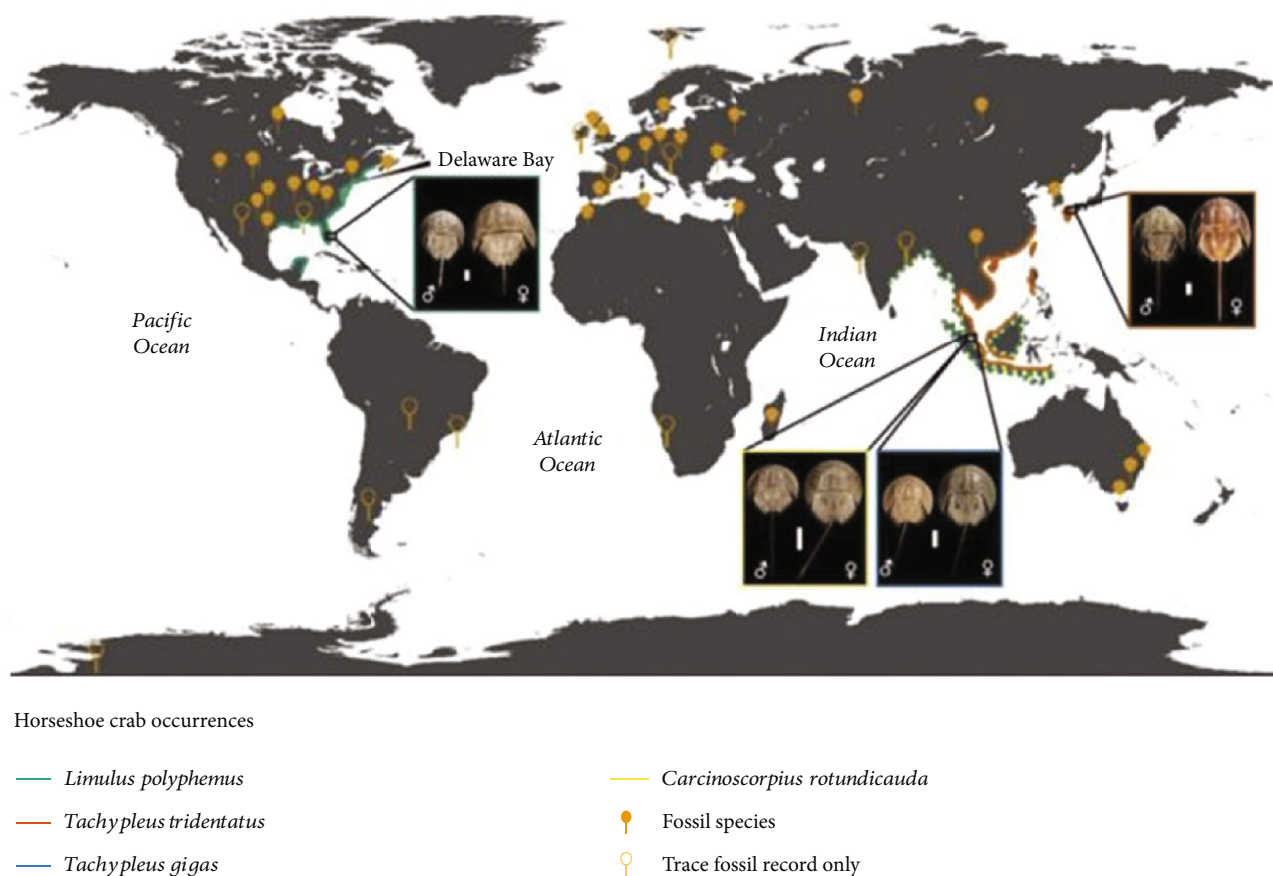 Delaware Bay
♂ ♀
♂ ♀
Pacific
Ocean
Indian
Ocean
Atlantic
Ocean
♂ ♀
♂ ♀
Horseshoe crab occurrences
Limulus polyphemus
Tachypleus tridentatus
Tachypleus gigas
Carcinoscorpius rotundicauda
Fossil species
Trace fossil record only